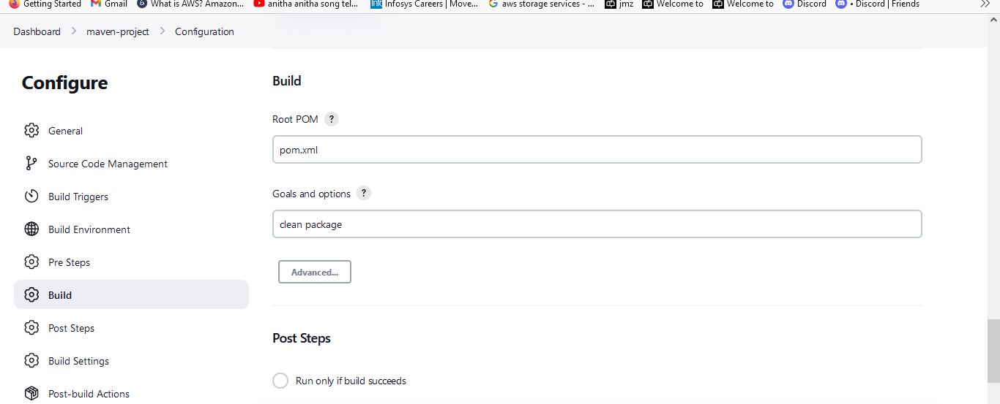 Getting Started Gmail What is AWS? Amazon... anitha anitha song tel... Infosys Careers | Move... aws storage services - ... jmz Welcome to Welcome to Discord • Discord | Friends
Dashboard maven-project Configuration
Configure
General
Source Code Management
Build Triggers
Build Environment
Pre Steps
Build
Post Steps
Build Settings
Post-build Actions
Build
Root POM ?
pom.xml
Goals and options ?
clean package
Advanced...
Post Steps
Run only if build succeeds